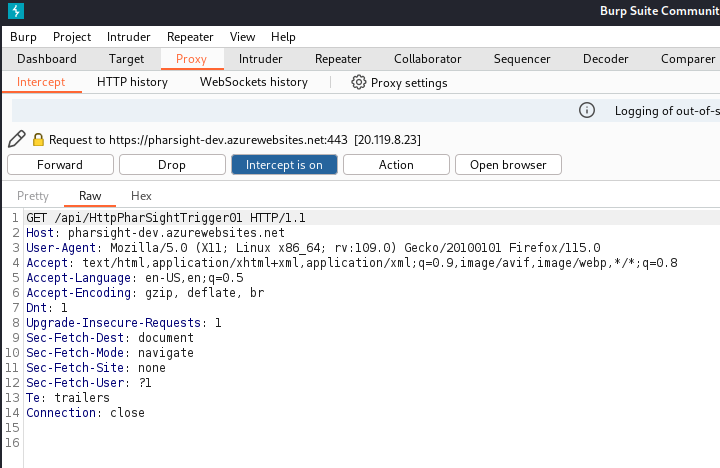 Burp Suite Communit
Burp Project Intruder Repeater View Help
Dashboard Target Proxy Intruder Repeater Collaborator Sequencer Decoder Comparer
Intercept HTTP history WebSockets history Proxy settings
Logging of out-of-s
Request to https://pharsight-dev.azurewebsites.net:443 [20.119.8.23]
Forward Drop Intercept is on Action Open browser
Pretty Raw Hex
1 GET /api/HttpPharSightTrigger01 HTTP/1.1
2 Host: pharsight-dev.azurewebsites.net
3 User-Agent: Mozilla/5.0 (X11; Linux x86_64; rv:109.0) Gecko/20100101 Firefox/115.0
4 Accept: text/html,application/xhtml+xml,application/xml;q=0.9,image/avif,image/webp,*/*;q=0.8
5 Accept-Language: en-US,en;q=0.5
6 Accept-Encoding: gzip, deflate, br
7 Dnt: 1
8 Upgrade-Insecure-Requests: 1
9 Sec-Fetch-Dest: document
10 Sec-Fetch-Mode: navigate
11 Sec-Fetch-Site: none
12 Sec-Fetch-User: ?1
13 Te: trailers
14 Connection: close
15
16